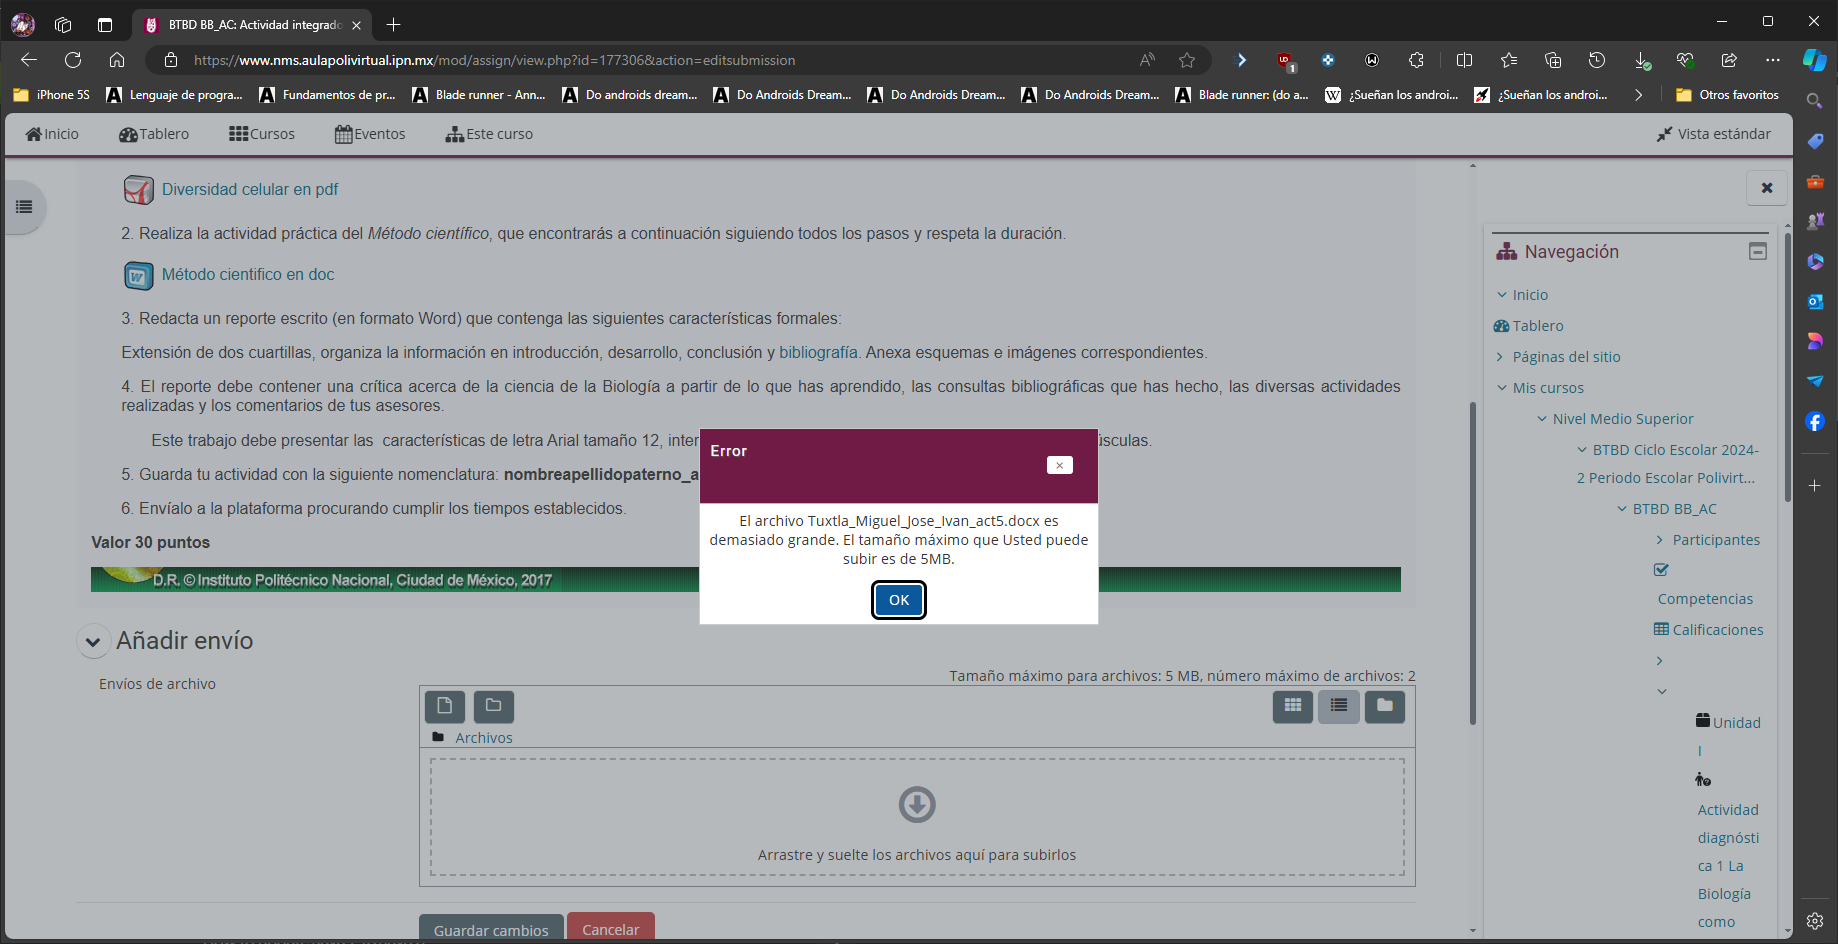 BTBD BB_AC: Actividad integrado
https://www.nms.aulapolivirtual.ipn.mx/mod/assign/view.php?id=177306&action=editsubmission
1
iPhone 5S
Lenguaje de progra...
Fundamentos de pr...
Blade runner - Ann...
Do androids dream...
Do Androids Dream...
Do Androids Dream...
Do Androids Dream...
Blade runner: (do a...
¿Sueñan los androi...
¿Sueñan los androi...
Otros favoritos
Inicio
Tablero
Cursos
Eventos
Este curso
Vista estándar
Diversidad celular en pdf
2. Realiza la actividad práctica del Método científico, que encontrarás a continuación siguiendo todos los pasos y respeta la duración.
Método cientifico en doc
3. Redacta un reporte escrito (en formato Word) que contenga las siguientes características formales:
Extensión de dos cuartillas, organiza la información en introducción, desarrollo, conclusión y bibliografía. Anexa esquemas e imágenes correspondientes.
4. El reporte debe contener una crítica acerca de la ciencia de la Biología a partir de lo que has aprendido, las consultas bibliográficas que has hecho, las diversas actividades
realizadas y los comentarios de tus asesores.
Este trabajo debe presentar las características de letra Arial tamaño 12, inter
úsculas.
5. Guarda tu actividad con la siguiente nomenclatura: nombreapellidopaterno_a
6. Envíalo a la plataforma procurando cumplir los tiempos establecidos.
Valor 30 puntos
D.R. © Instituto Politécnico Nacional, Ciudad de México, 2017
Error
El archivo Tuxtla_Miguel_Jose_Ivan_act5.docx es
demasiado grande. El tamaño máximo que Usted puede
subir es de 5MB.
OK
Añadir envío
Envíos de archivo
Tamaño máximo para archivos: 5 MB, número máximo de archivos: 2
Archivos
Arrastre y suelte los archivos aquí para subirlos
Guardar cambios
Cancelar
Navegación
Inicio
Tablero
Páginas del sitio
Mis cursos
Nivel Medio Superior
BTBD Ciclo Escolar 2024-
2 Periodo Escolar Polivirt...
BTBD BB_AC
Participantes
Competencias
Calificaciones
Unidad
I
Actividad
diagnósti
ca 1 La
Biología
como